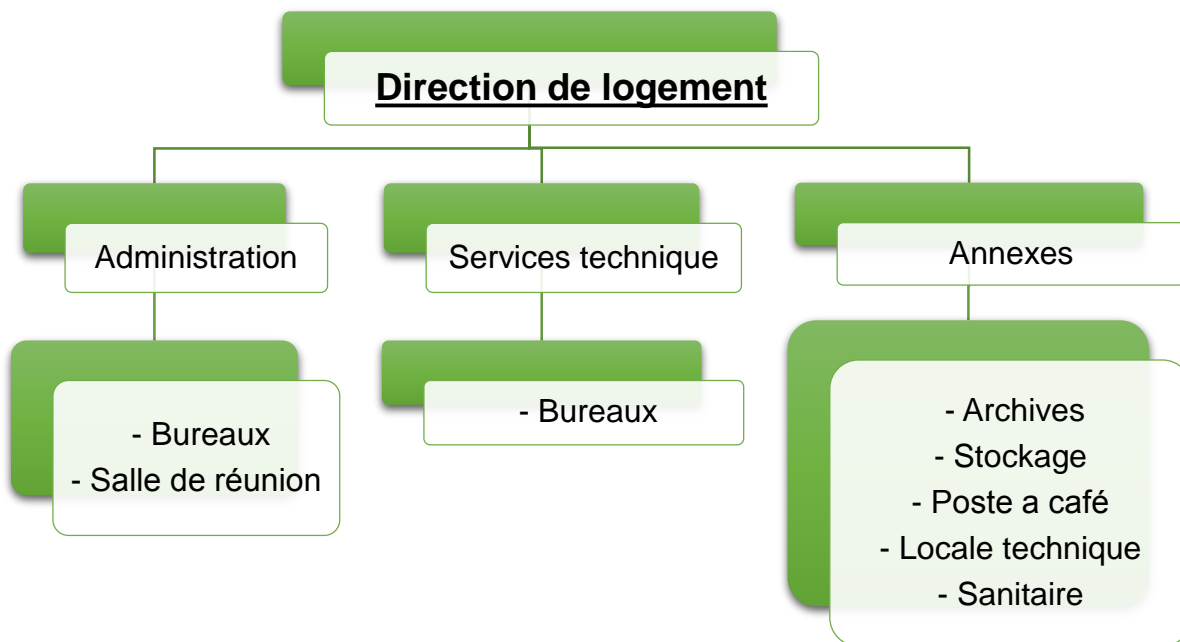 Direction de logement
Administration
Services technique
Annexes
- Bureaux
- Salle de réunion
- Bureaux
- Archives
- Stockage
- Poste a café
- Locale technique
- Sanitaire